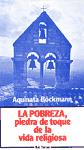 Aquinata Böckmann
LA POBREZA,
piedra de toque
de la
vida religiosa